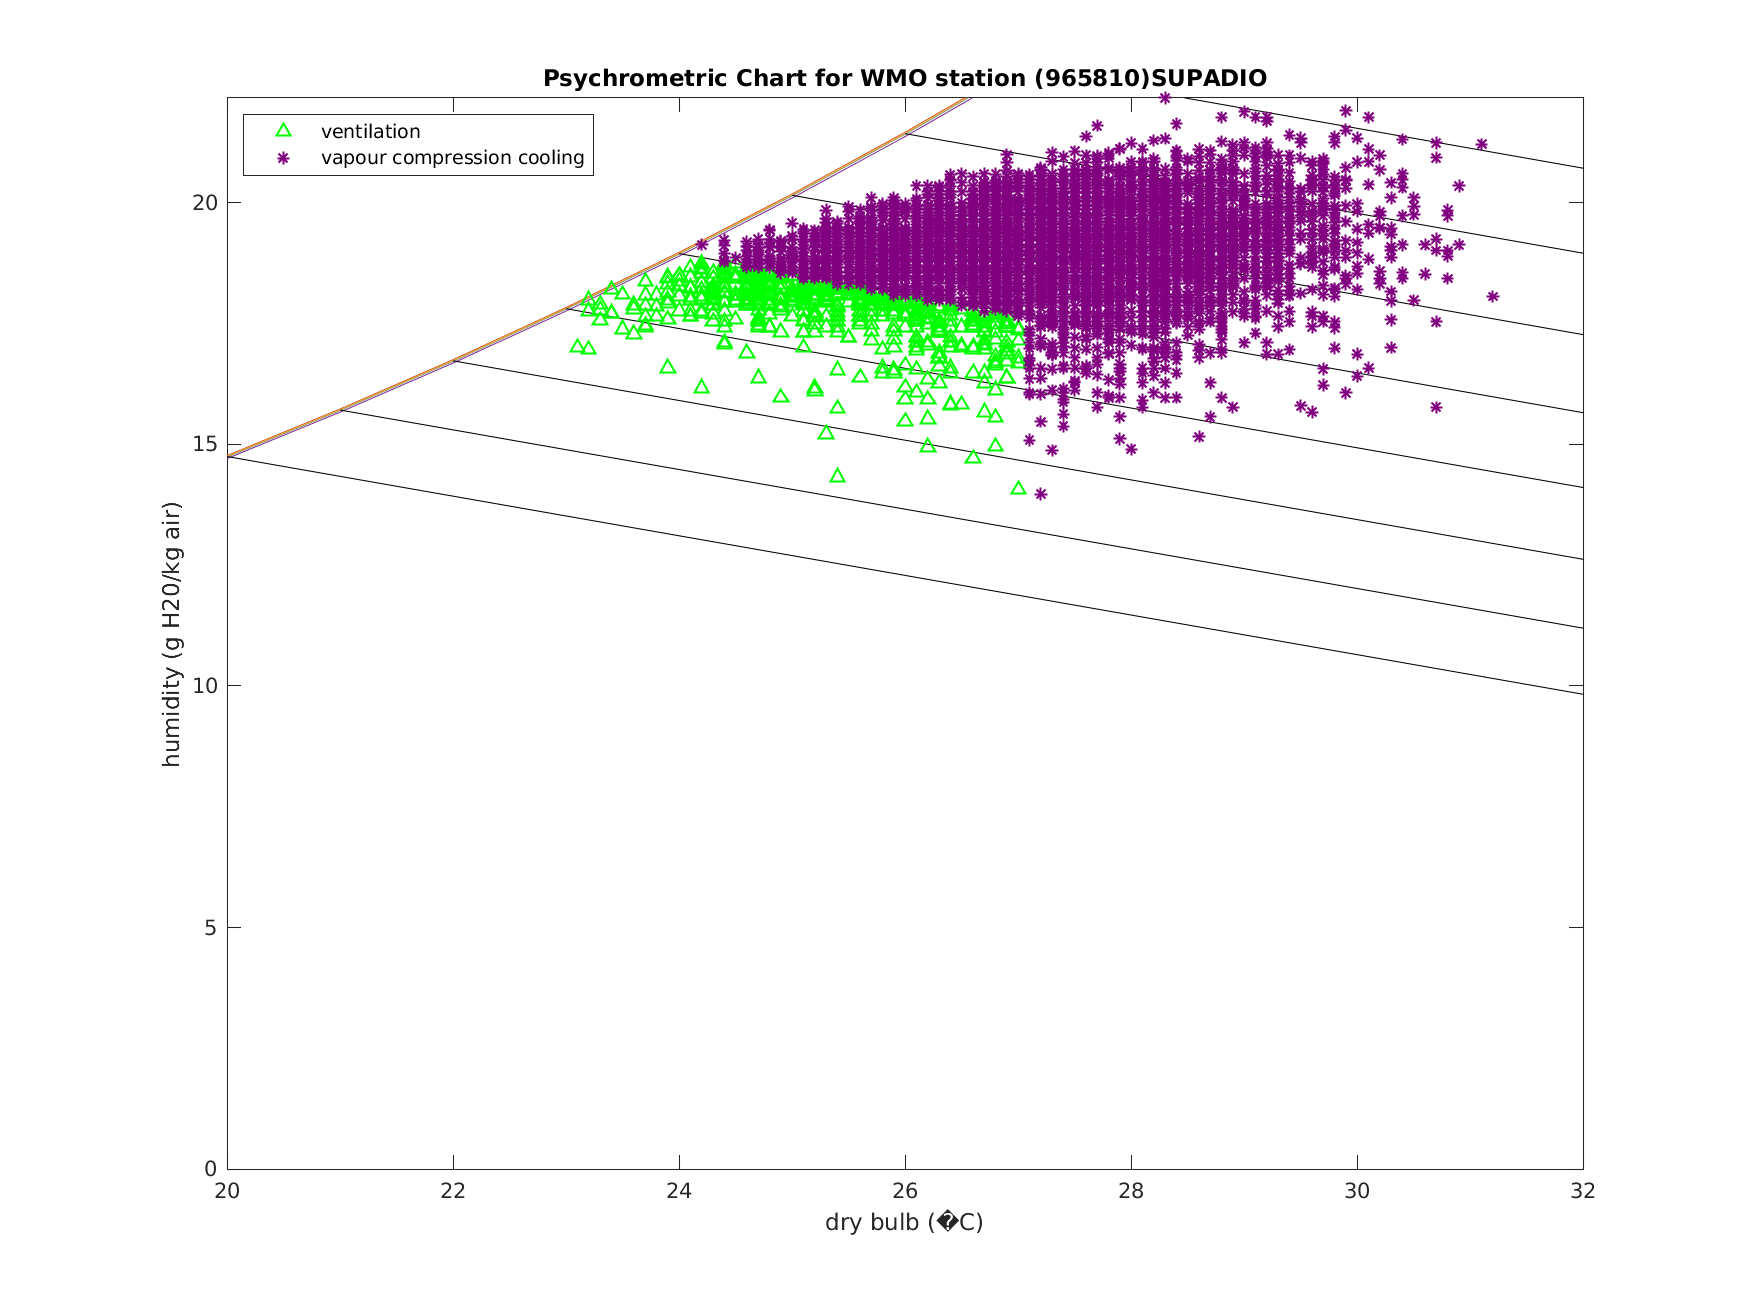 Psychrometric Chart for WMO station (965810)SUPADIO
ventilation
vapour compression cooling
20
15
10
5
0
humidity (g H20/kg air)
20 22 24 26 28 30 32
dry bulb (�C)